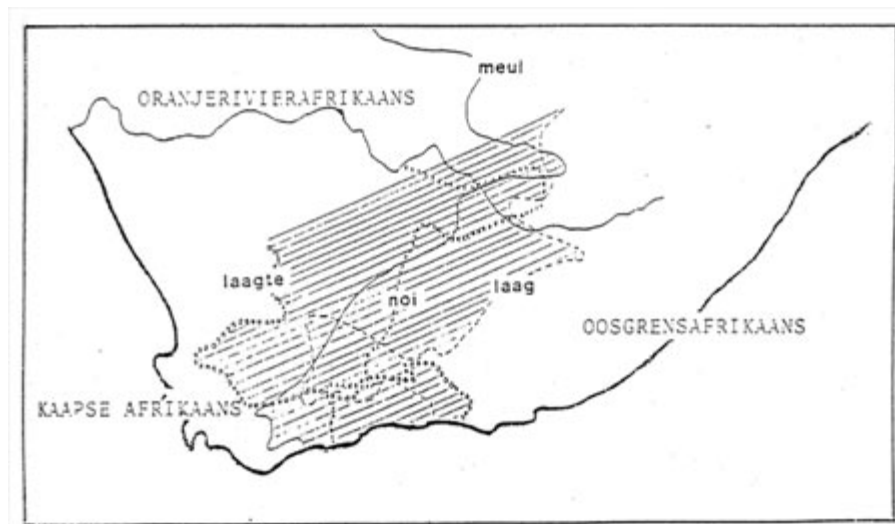 meul
ORANJERIVIERAFRIKAANS
laagte
noi
laag
OOSGRENSAFRIKAANS
KAAPSE AFRIKAANS